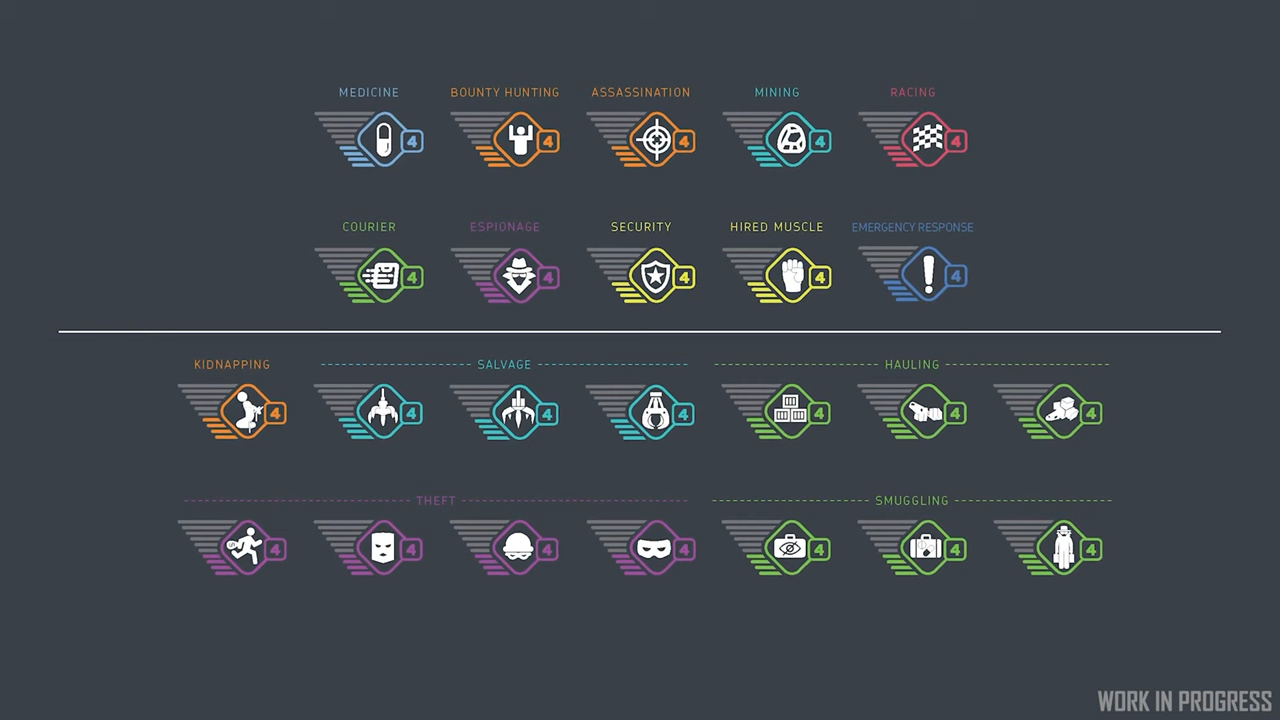 MEDICINE BOUNTY HUNTING ASSASSINATION MINING RACING
4 4 4 4 4
COURIER ESPIONAGE SECURITY HIRED MUSCLE EMERGENCY RESPONSE
4 4 4 4 4
KIDNAPPING SALVAGE HAULING
4 4 4 4 4 4 4
THEFT SMUGGLING
4 4 4 4 4 4 4
WORK IN PROGRESS